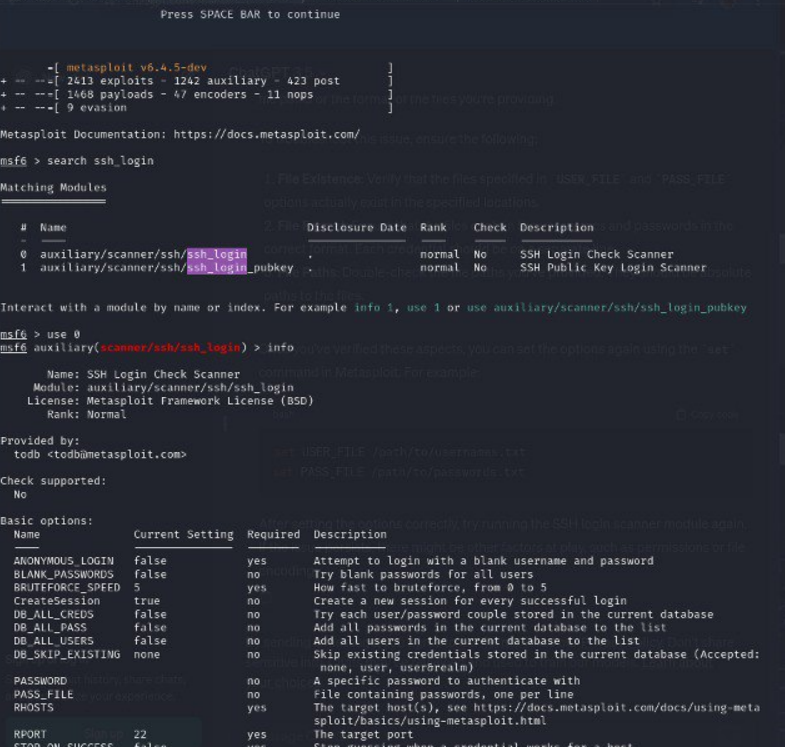 Press SPACE BAR to continue
=[ metasploit v6.4.5-dev ]
+ -- --=[ 2413 exploits - 1242 auxiliary - 423 post ]
+ -- --=[ 1468 payloads - 47 encoders - 11 nops ]
+ -- --=[ 9 evasion ]
Metasploit Documentation: https://docs.metasploit.com/
msf6 > search ssh_login
Matching Modules
# Name Disclosure Date Rank Check Description
0 auxiliary/scanner/ssh/ssh_login . normal No SSH Login Check Scanner
1 auxiliary/scanner/ssh/ssh_login_pubkey . normal No SSH Public Key Login Scanner
Interact with a module by name or index. For example info 1, use 1 or use auxiliary/scanner/ssh/ssh_login_pubkey
msf6 > use 0
msf6 auxiliary(scanner/ssh/ssh_login) > info
Name: SSH Login Check Scanner
Module: auxiliary/scanner/ssh/ssh_login
License: Metasploit Framework License (BSD)
Rank: Normal
Provided by:
todb <todb@metasploit.com>
Check supported:
No
Basic options:
Name Current Setting Required Description
ANONYMOUS_LOGIN false yes Attempt to login with a blank username and password
BLANK_PASSWORDS false no Try blank passwords for all users
BRUTEFORCE_SPEED 5 yes How fast to bruteforce, from 0 to 5
CreateSession true no Create a new session for every successful login
DB_ALL_CREDS false no Try each user/password couple stored in the current database
DB_ALL_PASS false no Add all passwords in the current database to the list
DB_ALL_USERS false no Add all users in the current database to the list
DB_SKIP_EXISTING none no Skip existing credentials stored in the current database (Accepted:
none, user, user&realm)
PASSWORD no A specific password to authenticate with
PASS_FILE no File containing passwords, one per line
RHOSTS yes The target host(s), see https://docs.metasploit.com/docs/using-meta
sploit/basics/using-metasploit.html
RPORT 22 yes The target port
STOP_ON_SUCCESS false yes Stop guessing when a credential works for a host